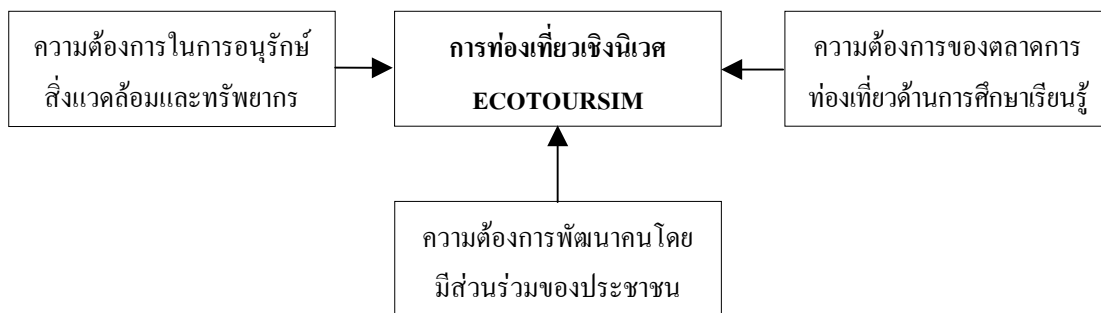 ความต้องการในการอนุรักษ์
สิ่งแวดล้อมและทรัพยากร
การท่องเที่ยวเชิงนิเวศ
ECOTOURSIM
ความต้องการของตลาดการ
ท่องเที่ยวด้านการศึกษาเรียนรู้
ความต้องการพัฒนาคนโดย
มีส่วนร่วมของประชาชน